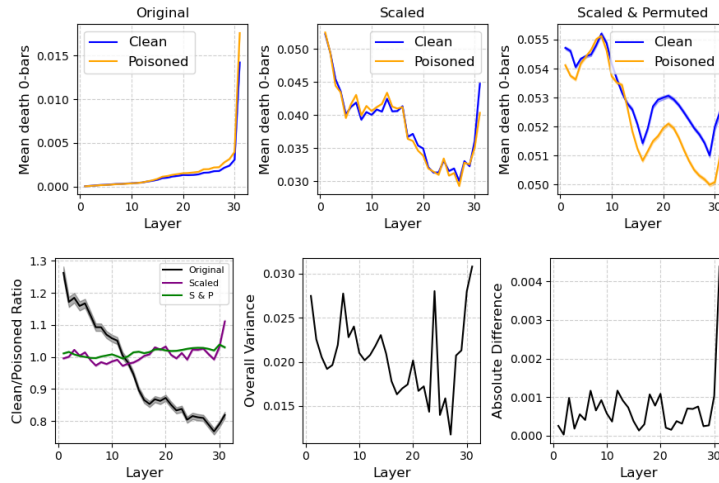 Original
Mean death 0-bars
0.015
0.010
0.005
0.000
Clean
Poisoned
0 10 20 30
Layer
Scaled
Mean death 0-bars
0.050
0.045
0.040
0.035
0.030
Clean
Poisoned
0 10 20 30
Layer
Scaled & Permuted
Mean death 0-bars
0.055
0.054
0.053
0.052
0.051
0.050
Clean
Poisoned
0 10 20 30
Layer
Clean/Poisoned Ratio
1.3
1.2
1.1
1.0
0.9
0.8
Original
Scaled
S & P
0 10 20 30
Layer
Overall Variance
0.030
0.025
0.020
0.015
0 10 20 30
Layer
Absolute Difference
0.004
0.003
0.002
0.001
0.000
0 10 20 30
Layer